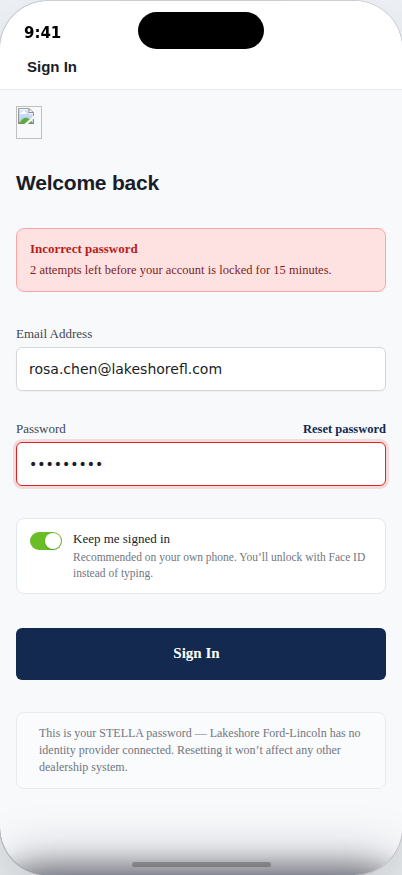 9:41
Sign In
Welcome back
Incorrect password
2 attempts left before your account is locked for 15 minutes.
Email Address
rosa.chen@lakeshorefl.com
Password
Reset password
•••••••••
Keep me signed in
Recommended on your own phone. You’ll unlock with Face ID
instead of typing.
Sign In
This is your STELLA password — Lakeshore Ford-Lincoln has no
identity provider connected. Resetting it won’t affect any other
dealership system.